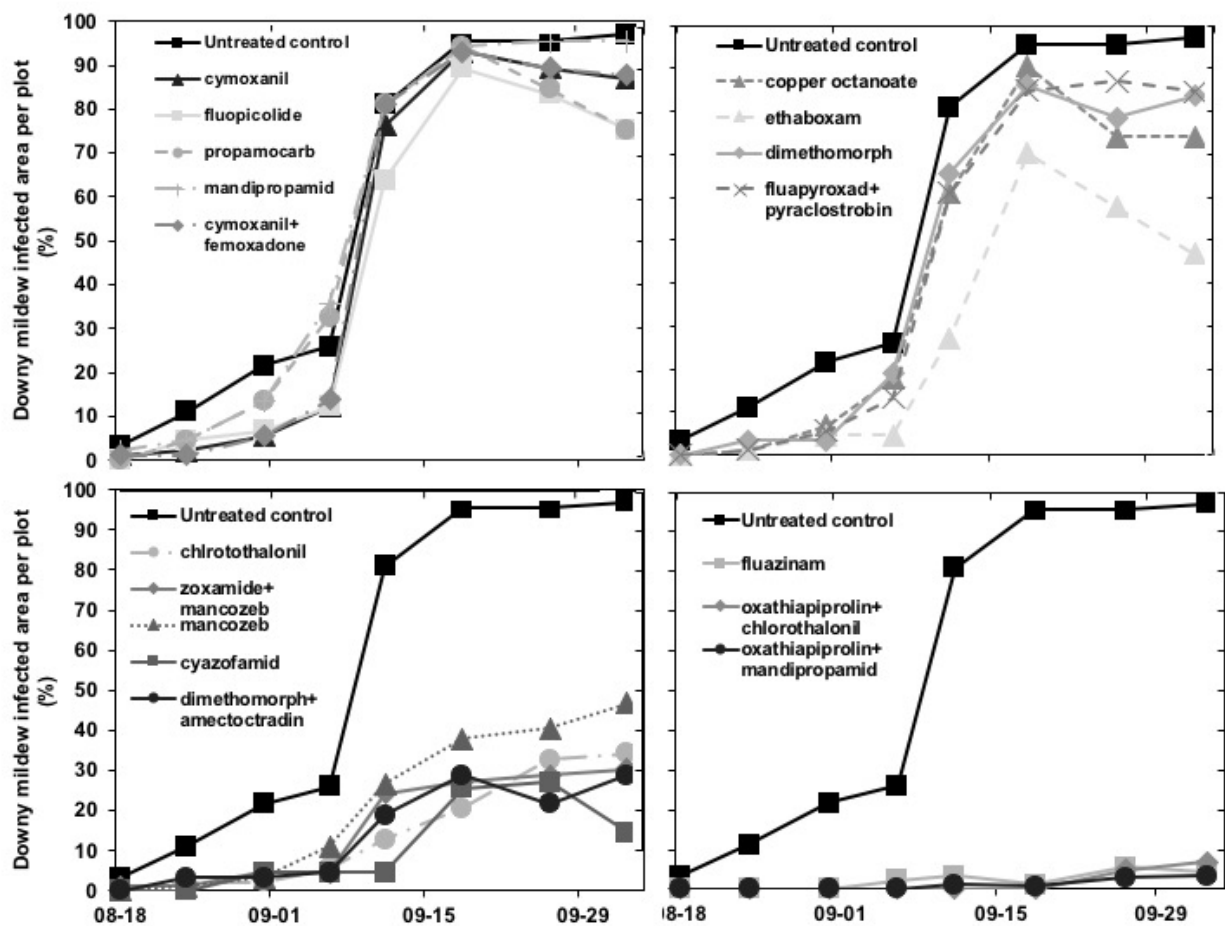 Downy mildew infected area per plot
(%)
100
90
80
70
60
50
40
30
20
10
0
Untreated control
cymoxanil
fluopicolide
propamocarb
mandipropamid
cymoxanil+
femoxadone
Untreated control
copper octanoate
ethaboxam
dimethomorph
fluapyroxad+
pyraclostrobin
Downy mildew infected area per plot
(%)
100
90
80
70
60
50
40
30
20
10
0
Untreated control
chlrotothalonil
zoxamide+
mancozeb
mancozeb
cyazofamid
dimethomorph+
amectoctradin
08-18
09-01
09-15
09-29
Untreated control
fluazinam
oxathiapiprolin+
chlorothalonil
oxathiapiprolin+
mandipropamid
08-18
09-01
09-15
09-29